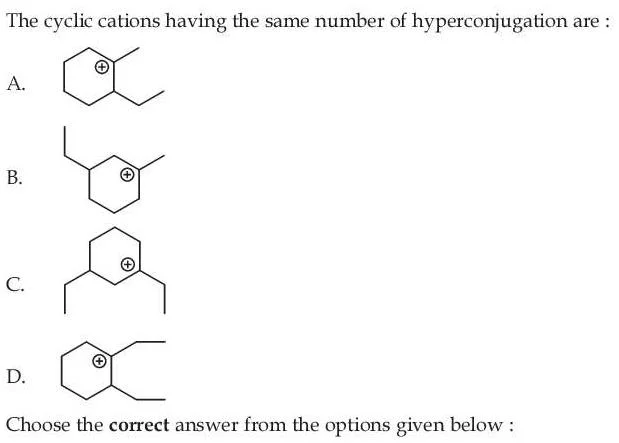 The cyclic cations having the same number of hyperconjugation are :
A.
⊕
B.
⊕
C.
⊕
D.
⊕
Choose the correct answer from the options given below :